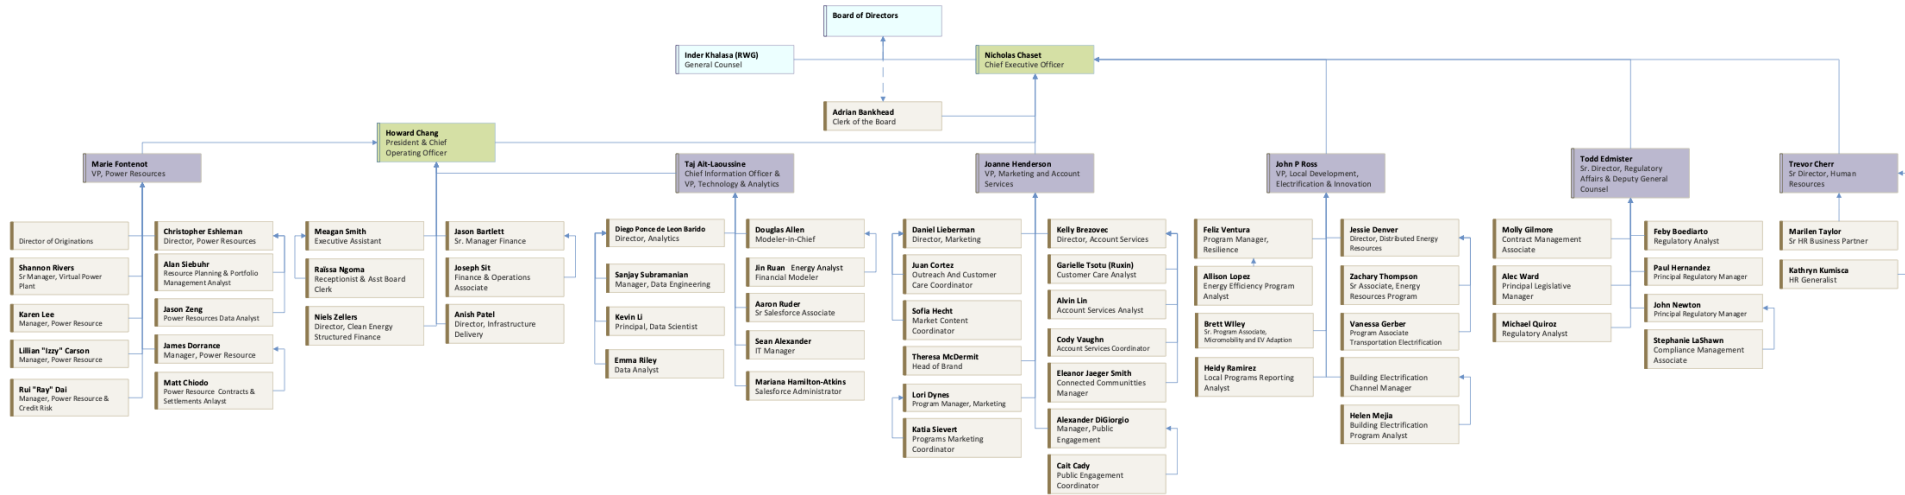 Board of Directors
Inder Khalasa (RWG)
General Counsel
Nicholas Chaset
Chief Executive Officer
Adrian Bankhead
Clerk of the Board
Howard Chang
President & Chief
Operating Officer
Marie Fontenot
VP, Power Resources
Taj Ait-Laoussine
Chief Information Officer &
VP, Technology & Analytics
Joanne Henderson
VP, Marketing and Account
Services
John P Ross
VP, Local Development,
Electrification & Innovation
Todd Edmister
Sr. Director, Regulatory
Affairs & Deputy General
Counsel
Trevor Cherr
Sr Director, Human
Resources
Director of Originations
Shannon Rivers
Sr Manager, Virtual Power
Plant
Karen Lee
Manager, Power Resource
Lillian "Izzy" Carson
Manager, Power Resource
Rui "Ray" Dai
Manager, Power Resource &
Credit Risk
Christopher Eshleman
Director, Power Resources
Alan Siebuhr
Resource Planning & Portfolio
Management Analyst
Jason Zeng
Power Resources Data Analyst
James Dorrance
Manager, Power Resource
Matt Chiodo
Power Resource Contracts &
Settlements Anlayst
Meagan Smith
Executive Assistant
Raïssa Ngoma
Receptionist & Asst Board
Clerk
Niels Zellers
Director, Clean Energy
Structured Finance
Jason Bartlett
Sr. Manager Finance
Joseph Sit
Finance & Operations
Associate
Anish Patel
Director, Infrastructure
Delivery
Diego Ponce de Leon Barido
Director, Analytics
Sanjay Subramanian
Manager, Data Engineering
Kevin Li
Principal, Data Scientist
Emma Riley
Data Analyst
Douglas Allen
Modeler-in-Chief
Jin Ruan Energy Analyst
Financial Modeler
Aaron Ruder
Sr Salesforce Associate
Sean Alexander
IT Manager
Mariana Hamilton-Atkins
Salesforce Administrator
Daniel Lieberman
Director, Marketing
Juan Cortez
Outreach And Customer
Care Coordinator
Sofia Hecht
Market Content
Coordinator
Theresa McDermit
Head of Brand
Lori Dynes
Program Manager, Marketing
Katia Sievert
Programs Marketing
Coordinator
Kelly Brezovec
Director, Account Services
Garielle Tsotu (Ruxin)
Customer Care Analyst
Alvin Lin
Account Services Analyst
Cody Vaughn
Account Services Coordinator
Eleanor Jaeger Smith
Connected Communitties
Manager
Alexander DiGiorgio
Manager, Public
Engagement
Cait Cady
Public Engagement
Coordinator
Feliz Ventura
Program Manager,
Resilience
Allison Lopez
Energy Efficiency Program
Analyst
Brett Wiley
Sr. Program Associate,
Micromobility and EV Adaptation
Heidy Ramirez
Local Programs Reporting
Analyst
Jessie Denver
Director, Distributed Energy
Resources
Zachary Thompson
Sr Associate, Energy
Resources Program
Vanessa Gerber
Program Associate
Transportation Electrification
Building Electrification
Channel Manager
Helen Mejia
Building Electrification
Program Analyst
Molly Gilmore
Contract Management
Associate
Alec Ward
Principal Legislative
Manager
Michael Quiroz
Regulatory Analyst
Feby Boediarto
Regulatory Analyst
Paul Hernandez
Principal Regulatory Manager
John Newton
Principal Regulatory Manager
Stephanie LaShawn
Compliance Management
Associate
Marilen Taylor
Sr HR Business Partner
Kathryn Kumisca
HR Generalist